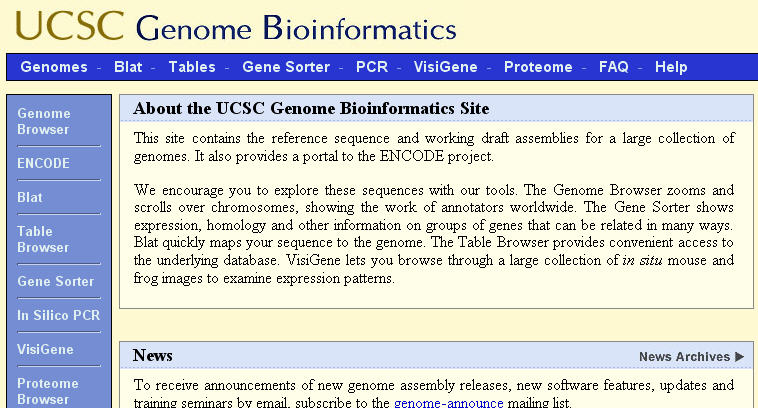 UCSC Genome Bioinformatics
Genomes - Blat - Tables - Gene Sorter - PCR - VisiGene - Proteome - FAQ - Help
Genome
Browser
ENCODE
Blat
Table
Browser
Gene Sorter
In Silico PCR
VisiGene
Proteome
Browser
About the UCSC Genome Bioinformatics Site
This site contains the reference sequence and working draft assemblies for a large collection of
genomes. It also provides a portal to the ENCODE project.
We encourage you to explore these sequences with our tools. The Genome Browser zooms and
scrolls over chromosomes, showing the work of annotators worldwide. The Gene Sorter shows
expression, homology and other information on groups of genes that can be related in many ways.
Blat quickly maps your sequence to the genome. The Table Browser provides convenient access to
the underlying database. VisiGene lets you browse through a large collection of in situ mouse and
frog images to examine expression patterns.
News
News Archives ▶
To receive announcements of new genome assembly releases, new software features, updates and
training seminars by email, subscribe to the genome-announce mailing list.